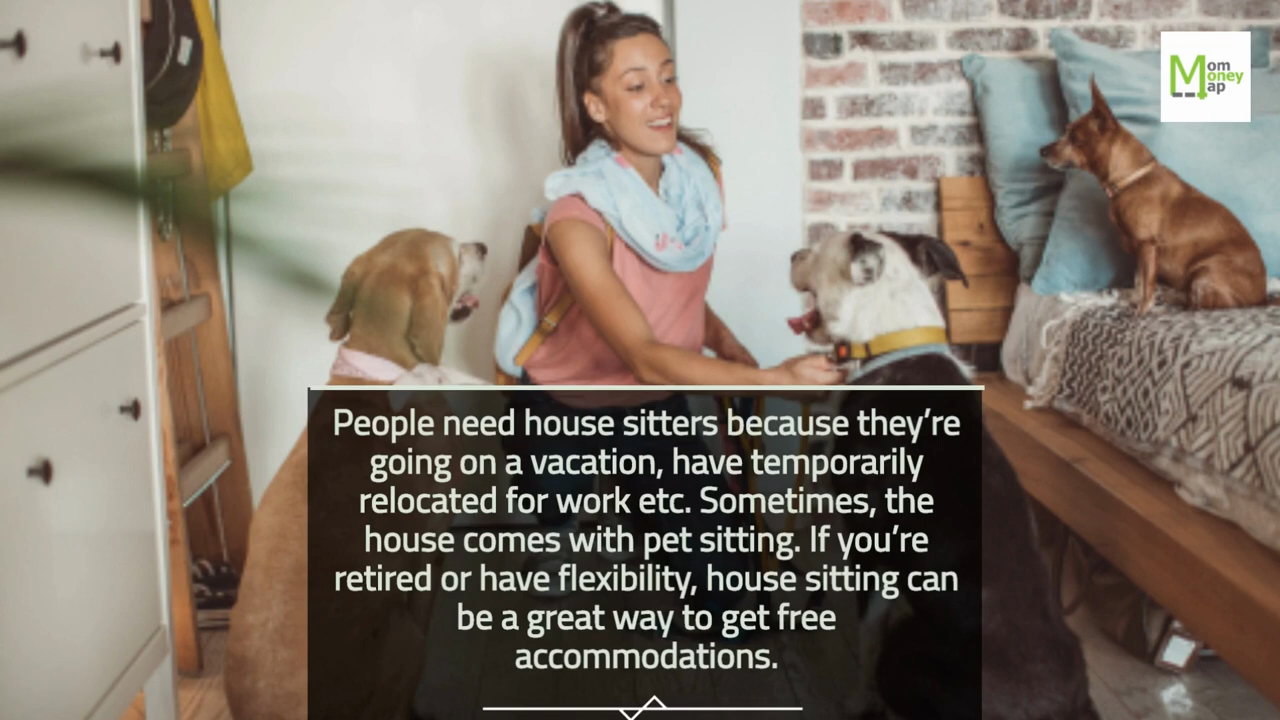 Mom
Money
Map
People need house sitters because they’re
going on a vacation, have temporarily
relocated for work etc. Sometimes, the
house comes with pet sitting. If you’re
retired or have flexibility, house sitting can
be a great way to get free
accommodations.